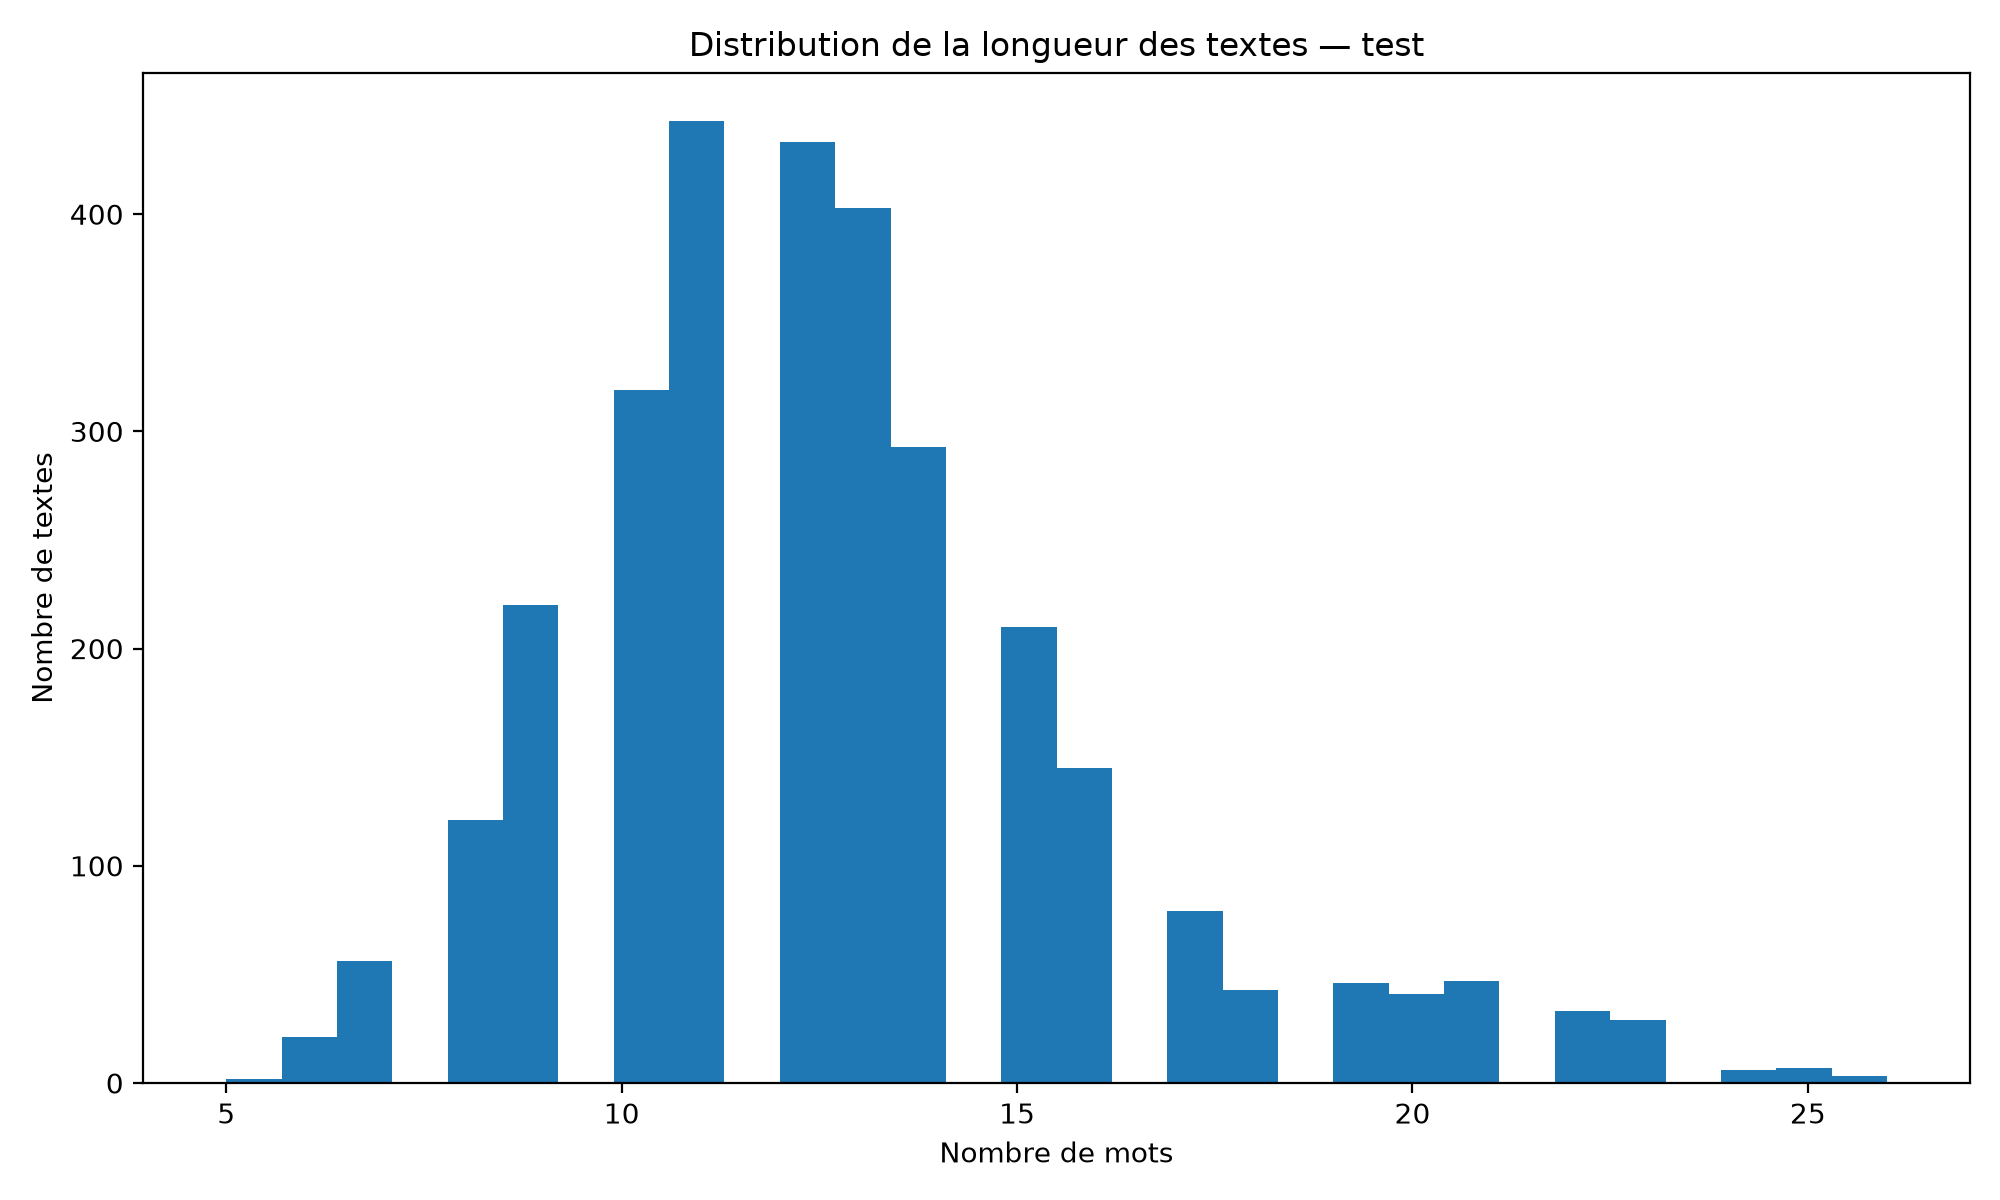 Distribution de la longueur des textes — test
Nombre de textes
400
300
200
100
0
5 10 15 20 25
Nombre de mots